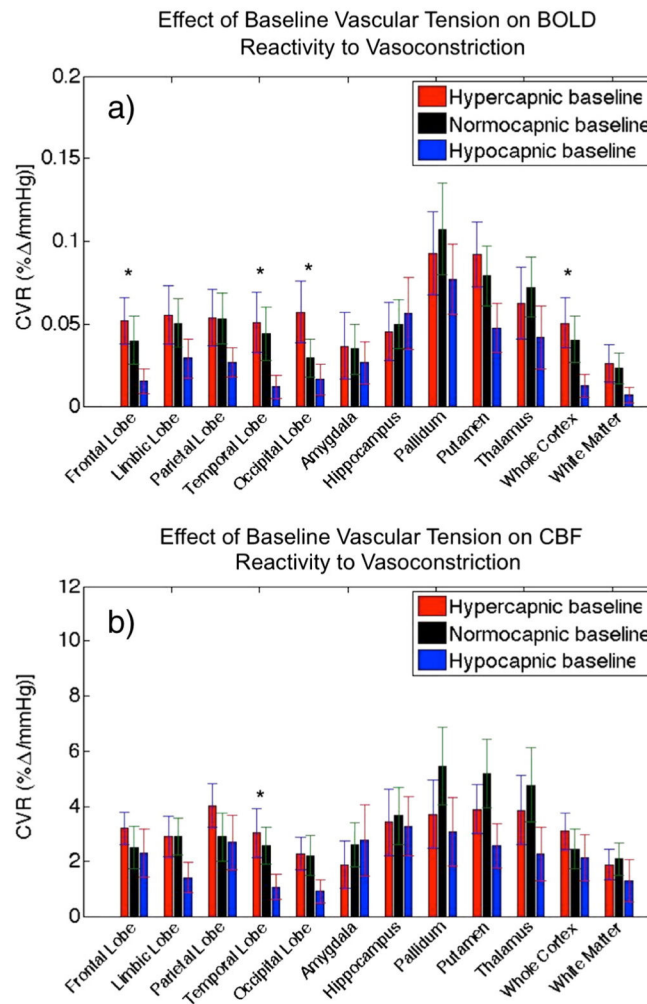 Effect of Baseline Vascular Tension on BOLD
Reactivity to Vasoconstriction
a)
Hypercapnic baseline
Normocapnic baseline
Hypocapnic baseline
CVR (%Δ/mmHg)]
0.2
0.15
0.1
0.05
0
*
*
*
*
Frontal Lobe
Limbic Lobe
Parietal Lobe
Temporal Lobe
Occipital Lobe
Amygdala
Hippocampus
Pallidum
Putamen
Thalamus
Whole Cortex
White Matter
Effect of Baseline Vascular Tension on CBF
Reactivity to Vasoconstriction
b)
Hypercapnic baseline
Normocapnic baseline
Hypocapnic baseline
CVR (%Δ/mmHg)]
12
10
8
6
4
2
0
*
Frontal Lobe
Limbic Lobe
Parietal Lobe
Temporal Lobe
Occipital Lobe
Amygdala
Hippocampus
Pallidum
Putamen
Thalamus
Whole Cortex
White Matter